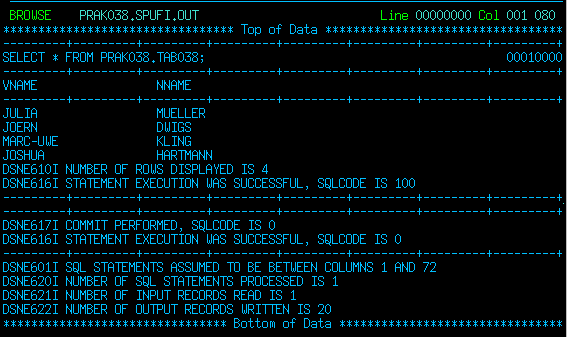 BROWSE    PRAK038.SPUFI.OUT                              Line 00000000 Col 001 080
********************************* Top of Data **********************************
---------+---------+---------+---------+---------+---------+---------+---------+
SELECT * FROM PRAK038.TAB038;                                           00010000
---------+---------+---------+---------+---------+---------+---------+---------+
VNAME                 NNAME
---------+---------+---------+---------+---------+---------+---------+---------+
JULIA                 MUELLER
JOERN                 DWIGS
MARC-UWE              KLING
JOSHUA                HARTMANN
DSNE610I NUMBER OF ROWS DISPLAYED IS 4
DSNE616I STATEMENT EXECUTION WAS SUCCESSFUL, SQLCODE IS 100
---------+---------+---------+---------+---------+---------+---------+---------+
---------+---------+---------+---------+---------+---------+---------+---------+
DSNE617I COMMIT PERFORMED, SQLCODE IS 0
DSNE616I STATEMENT EXECUTION WAS SUCCESSFUL, SQLCODE IS 0
---------+---------+---------+---------+---------+---------+---------+---------+
DSNE601I SQL STATEMENTS ASSUMED TO BE BETWEEN COLUMNS 1 AND 72
DSNE620I NUMBER OF SQL STATEMENTS PROCESSED IS 1
DSNE621I NUMBER OF INPUT RECORDS READ IS 1
DSNE622I NUMBER OF OUTPUT RECORDS WRITTEN IS 20
******************************** Bottom of Data ********************************